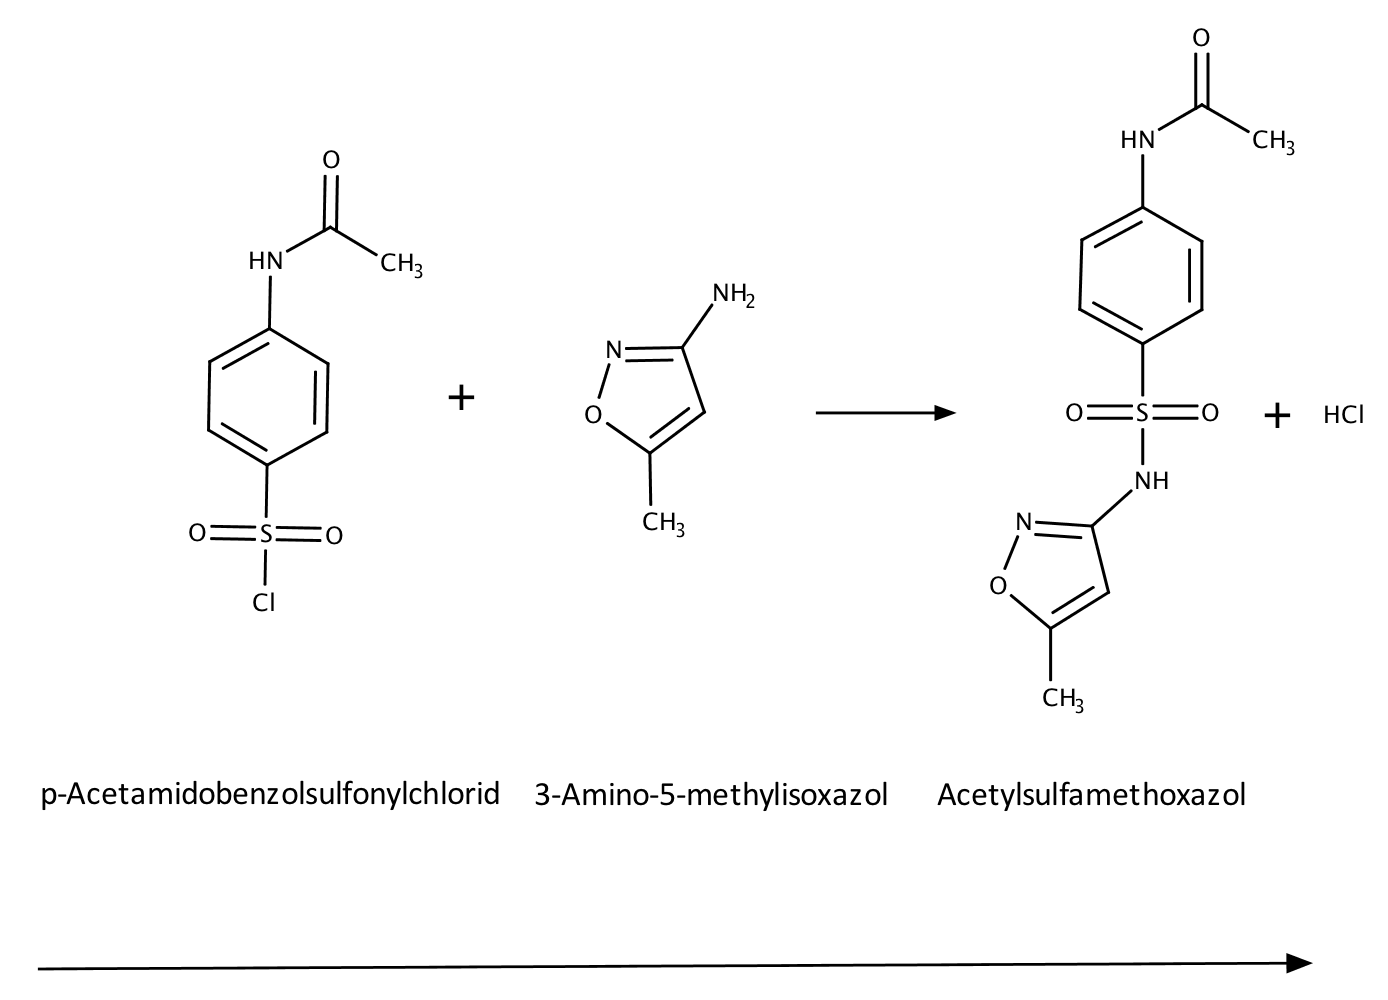 O
HN
CH3
O
HN
CH3
NH2
N
O
CH3
+
O
S
O
Cl
O
S
O
+
HCl
NH
N
O
CH3
p-Acetamidobenzolsulfonylchlorid
3-Amino-5-methylisoxazol
Acetylsulfamethoxazol